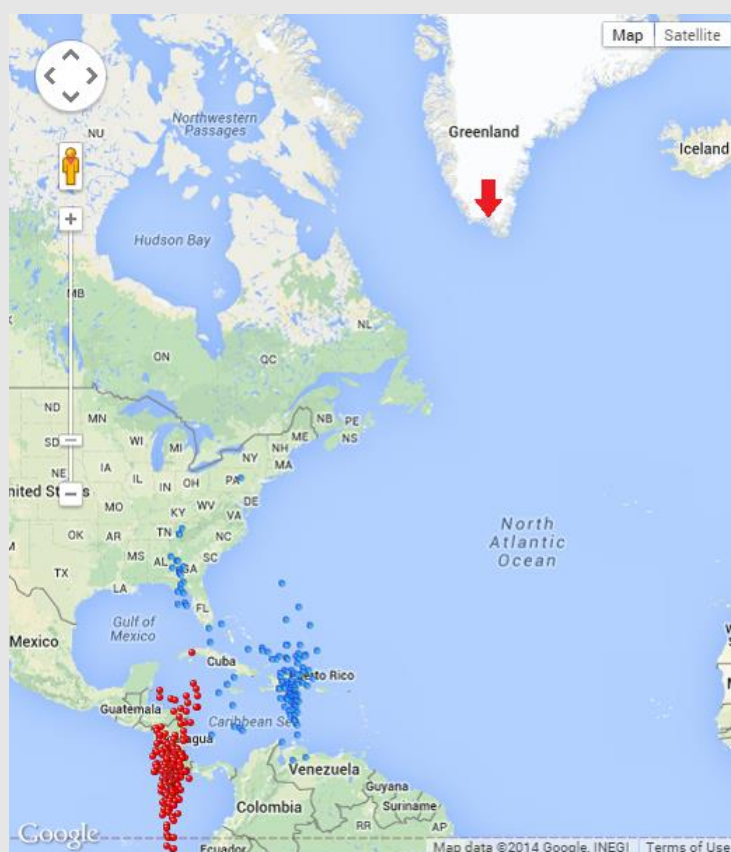 Map Satellite
Northwestern
Passages
NU
Greenland
Iceland
Hudson Bay
MB
NL
ON
QC
ND
MN
NB PE
SD
WI
MI
ME
NS
NH
NY
MA
NE
IA
PA
IL
IN
OH
nited St s
MO
KY
WV
DE
VA
OK
AR
TN
NC
North
Atlantic
Ocean
MS
AL
GA
SC
TX
LA
FL
Gulf of
Mexico
Mexico
Cuba
erto Rico
Guatemala
Caribbean Se
agua
Venezuela
Guyana
Colombia
Suriname
RR
AP
Google
Ecuador
Map data ©2014 Google, INEGI Terms of Use